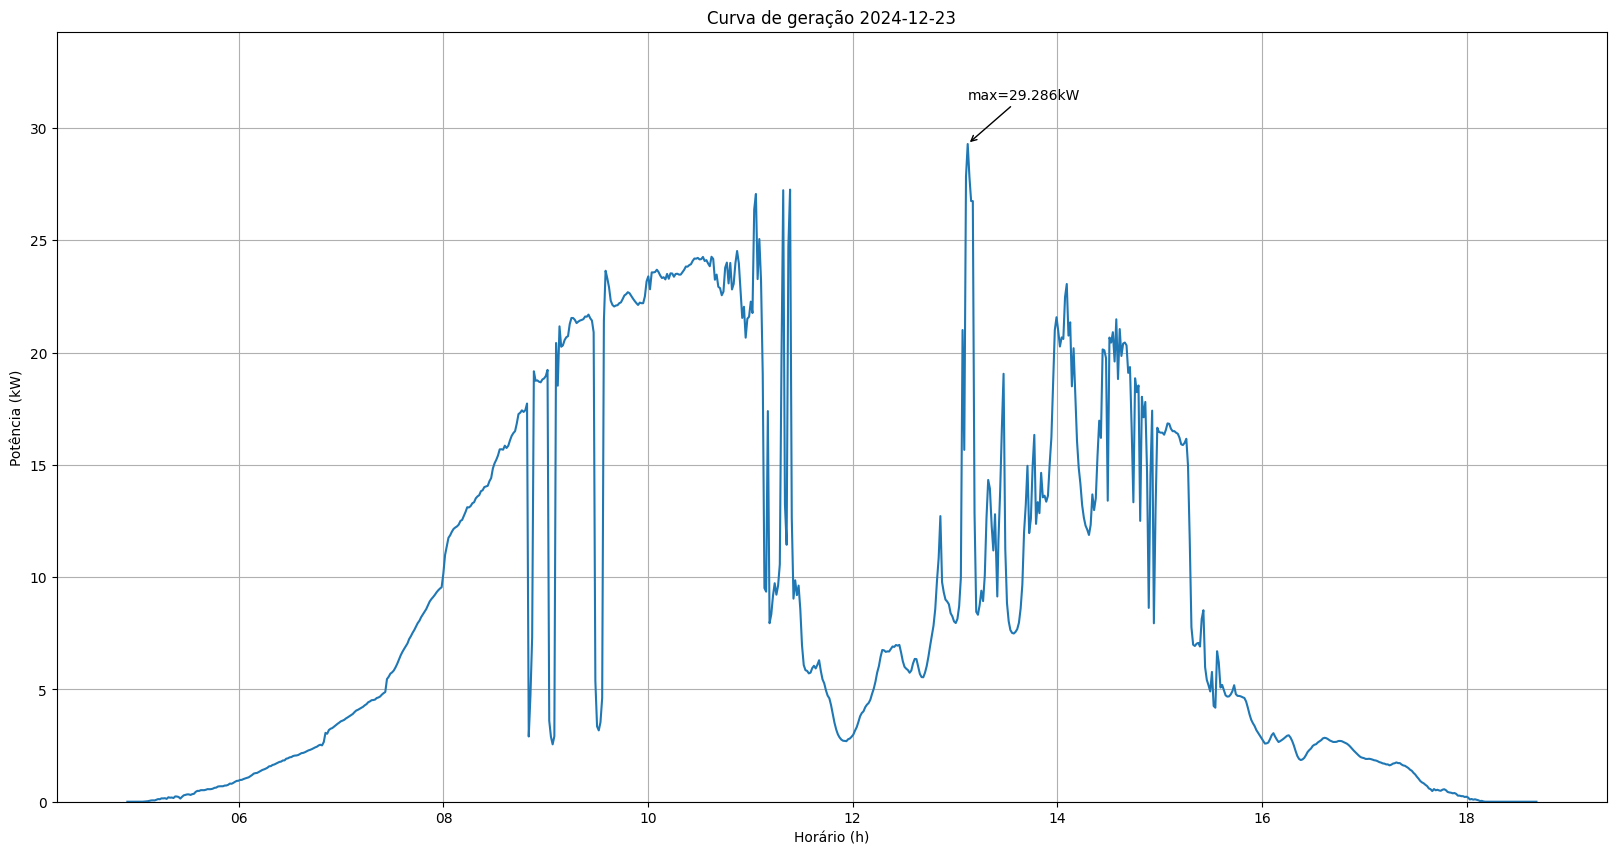 Curva de geração 2024-12-23
max=29.286kW
30
25
20
15
10
5
0
Potência (kW)
06 08 10 12 14 16 18
Horário (h)